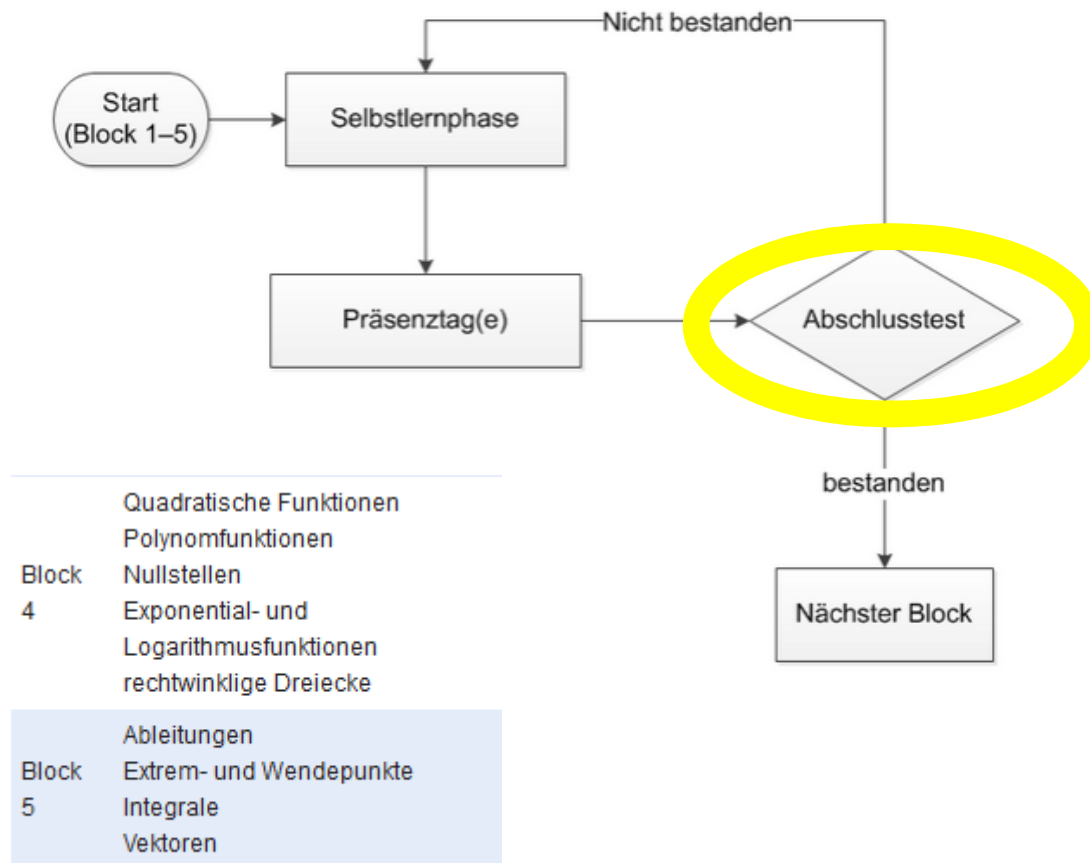 Nicht bestanden
Start
(Block 1–5)
Selbstlernphase
Präsenztag(e)
Abschlusstest
bestanden
Nächster Block
Block
4
Quadratische Funktionen
Polynomfunktionen
Nullstellen
Exponential- und
Logarithmusfunktionen
rechtwinklige Dreiecke
Block
5
Ableitungen
Extrem- und Wendepunkte
Integrale
Vektoren